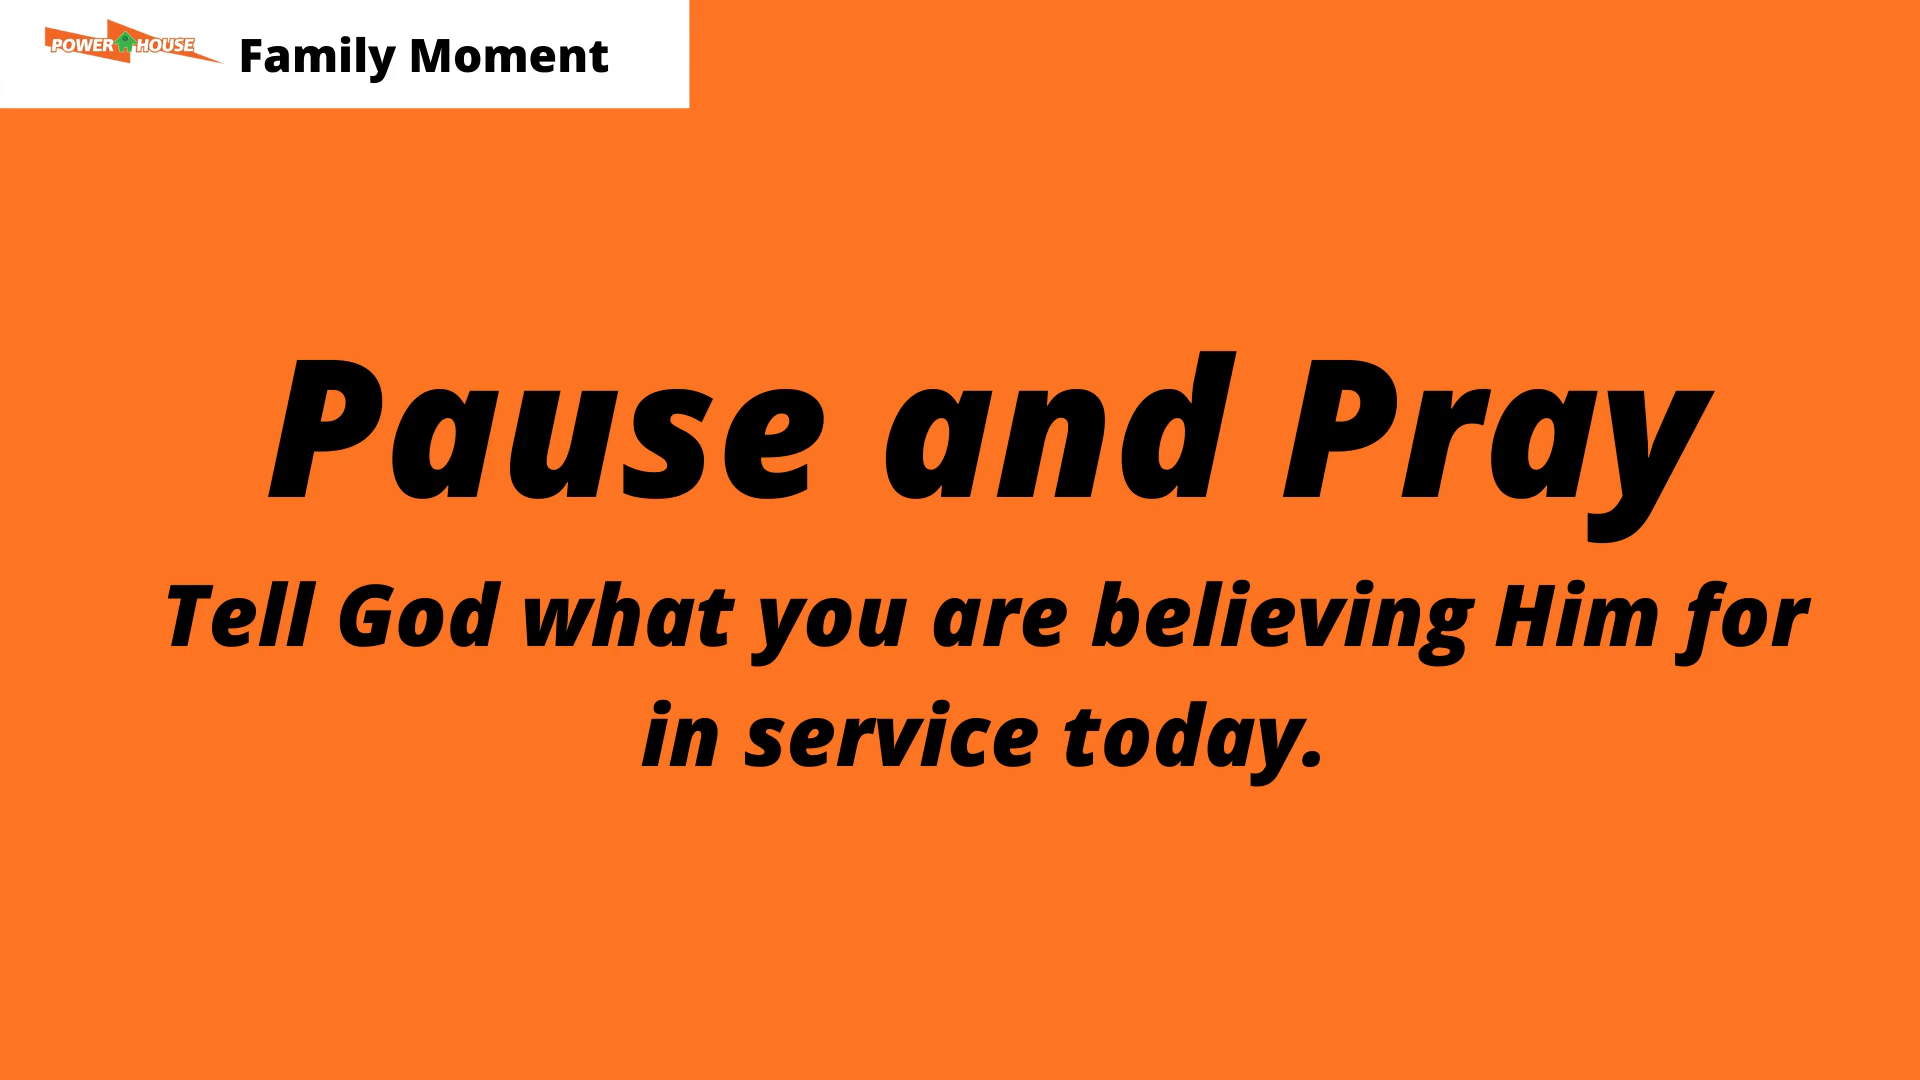 POWER HOUSE
Family Moment
Pause and Pray
Tell God what you are believing Him for
in service today.